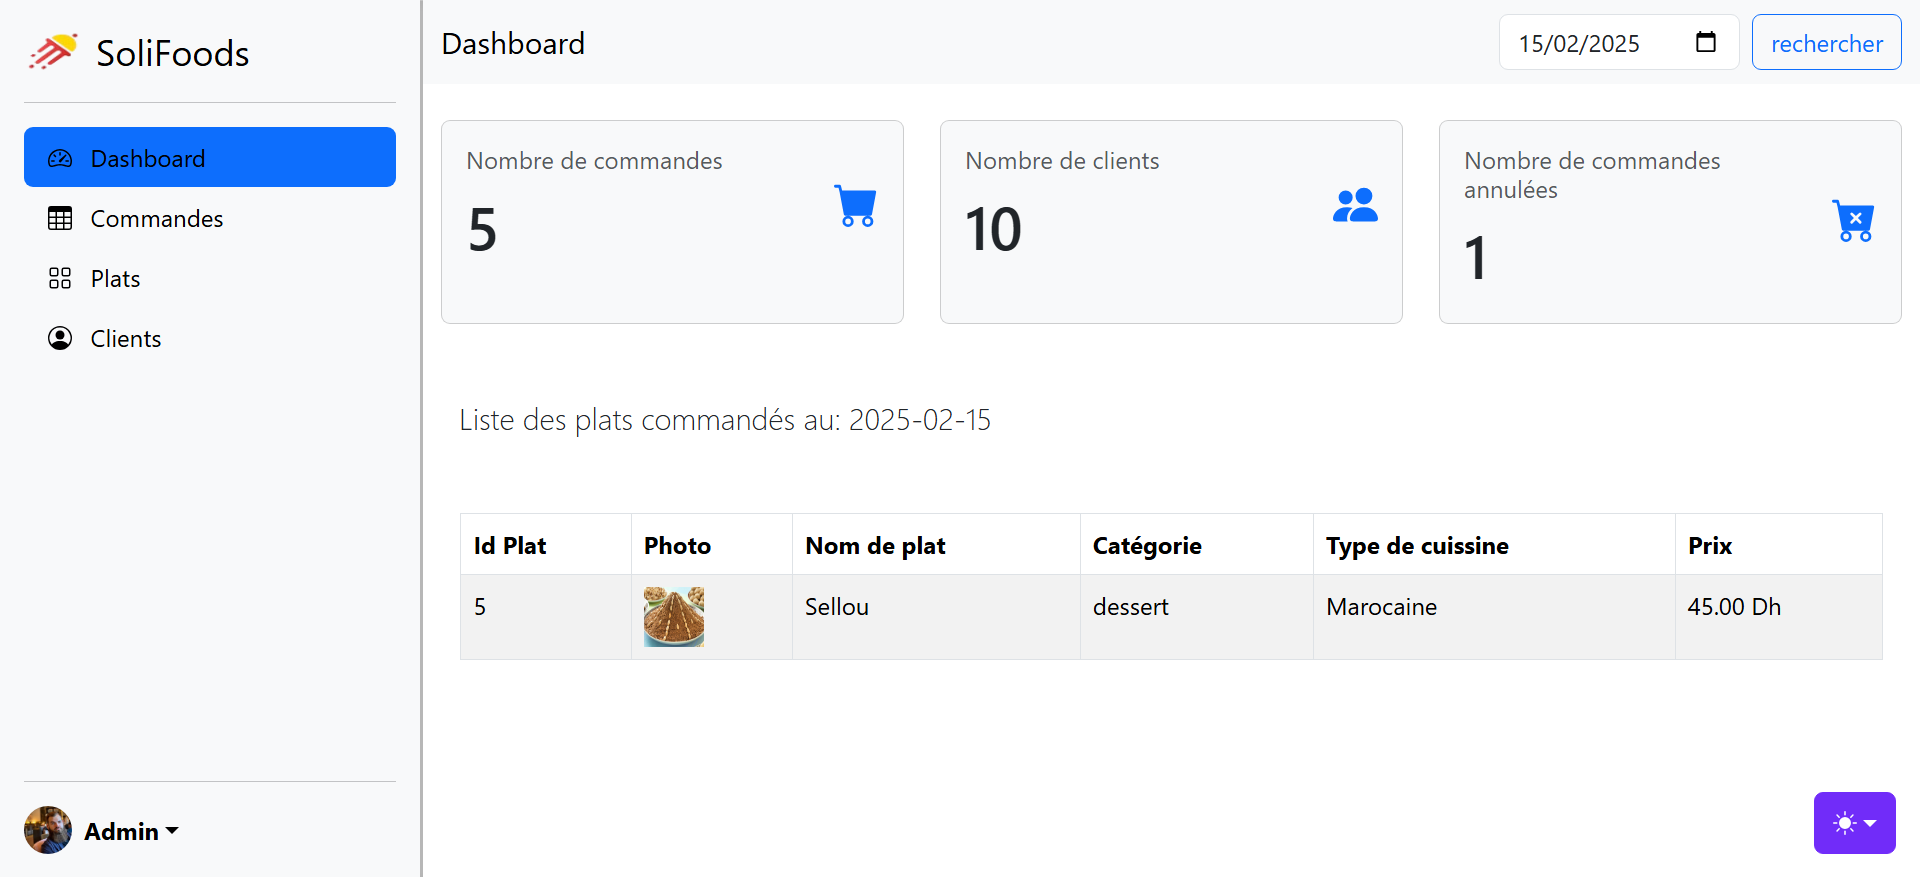 SoliFoods
Dashboard
Commandes
Plats
Clients
Admin
Dashboard
15/02/2025
rechercher
Nombre de commandes
5
Nombre de clients
10
Nombre de commandes
annulées
1
Liste des plats commandés au: 2025-02-15
Id Plat Photo Nom de plat Catégorie Type de cuissine Prix
5 Sellou dessert Marocaine 45.00 Dh